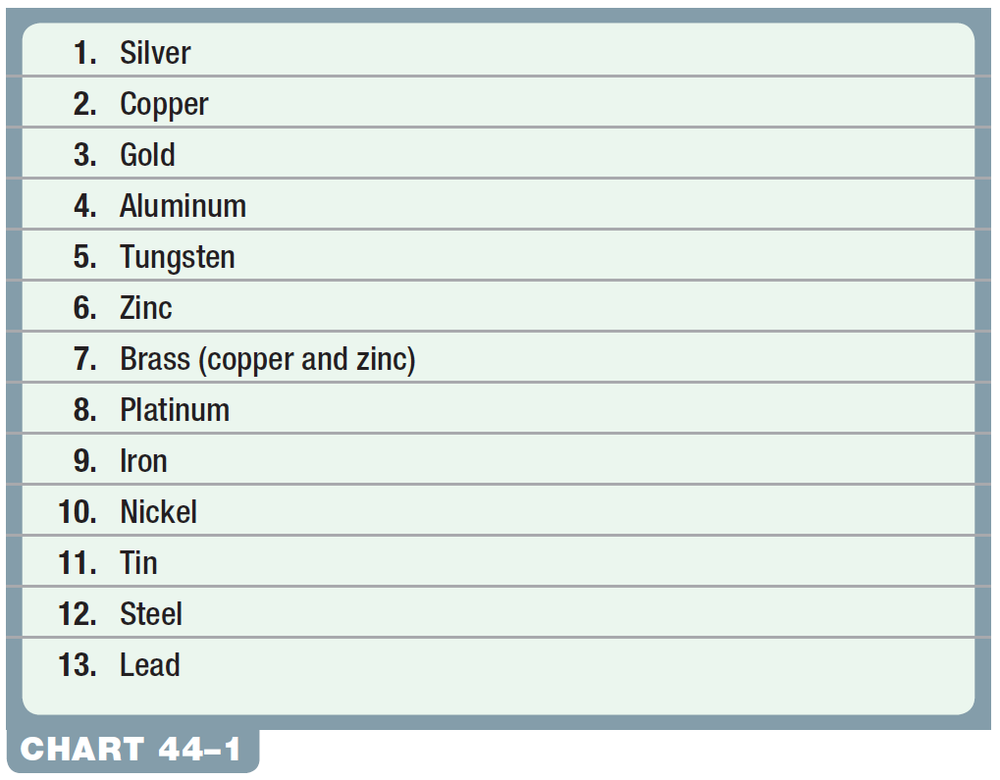 1. Silver
2. Copper
3. Gold
4. Aluminum
5. Tungsten
6. Zinc
7. Brass (copper and zinc)
8. Platinum
9. Iron
10. Nickel
11. Tin
12. Steel
13. Lead
CHART 44–1